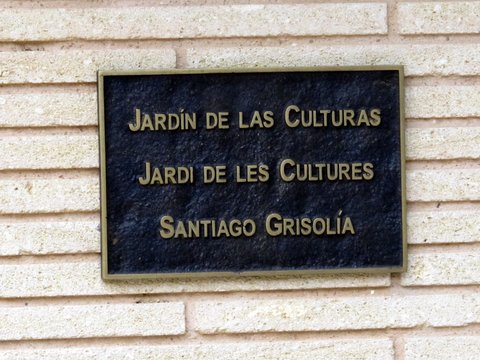 Jardín de las Culturas
Jardi de les Cultures
Santiago Grisolía